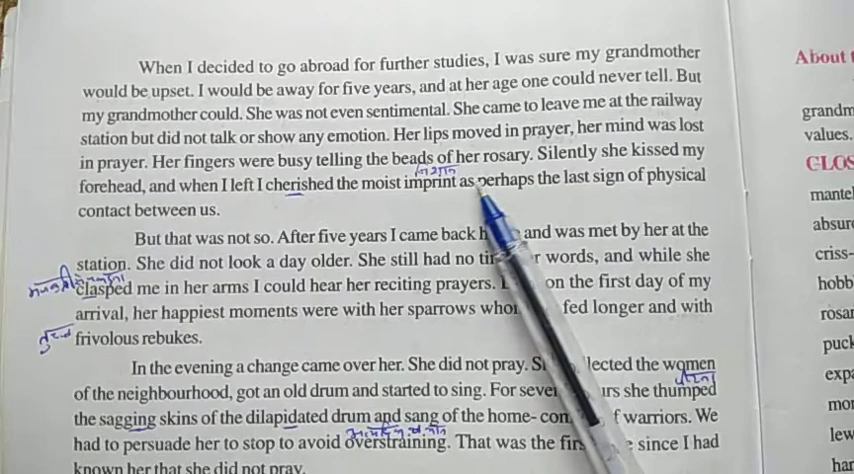 When I decided to go abroad for further studies, I was sure my grandmother
would be upset. I would be away for five years, and at her age one could never tell. But
my grandmother could. She was not even sentimental. She came to leave me at the railway
station but did not talk or show any emotion. Her lips moved in prayer, her mind was lost
in prayer. Her fingers were busy telling the beads of her rosary. Silently she kissed my
forehead, and when I left I cherished the moist imprint as perhaps the last sign of physical
contact between us.
But that was not so. After five years I came back and was met by her at the
station. She did not look a day older. She still had no words, and while she
clasped me in her arms I could hear her reciting prayers. on the first day of my
arrival, her happiest moments were with her sparrows fed longer and with
frivolous rebukes.
In the evening a change came over her. She did not pray. the women
of the neighbourhood, got an old drum and started to sing. For she thumped
the sagging skins of the dilapidated drum and sang of the home- warriors. We
had to persuade her to stop to avoid overstraining. That was the since I had
known her that she did not pray.
About
grandm
values.
GLOS
mantel
absur
criss-
hobb
rosar
puck
expa
mor
lew
har